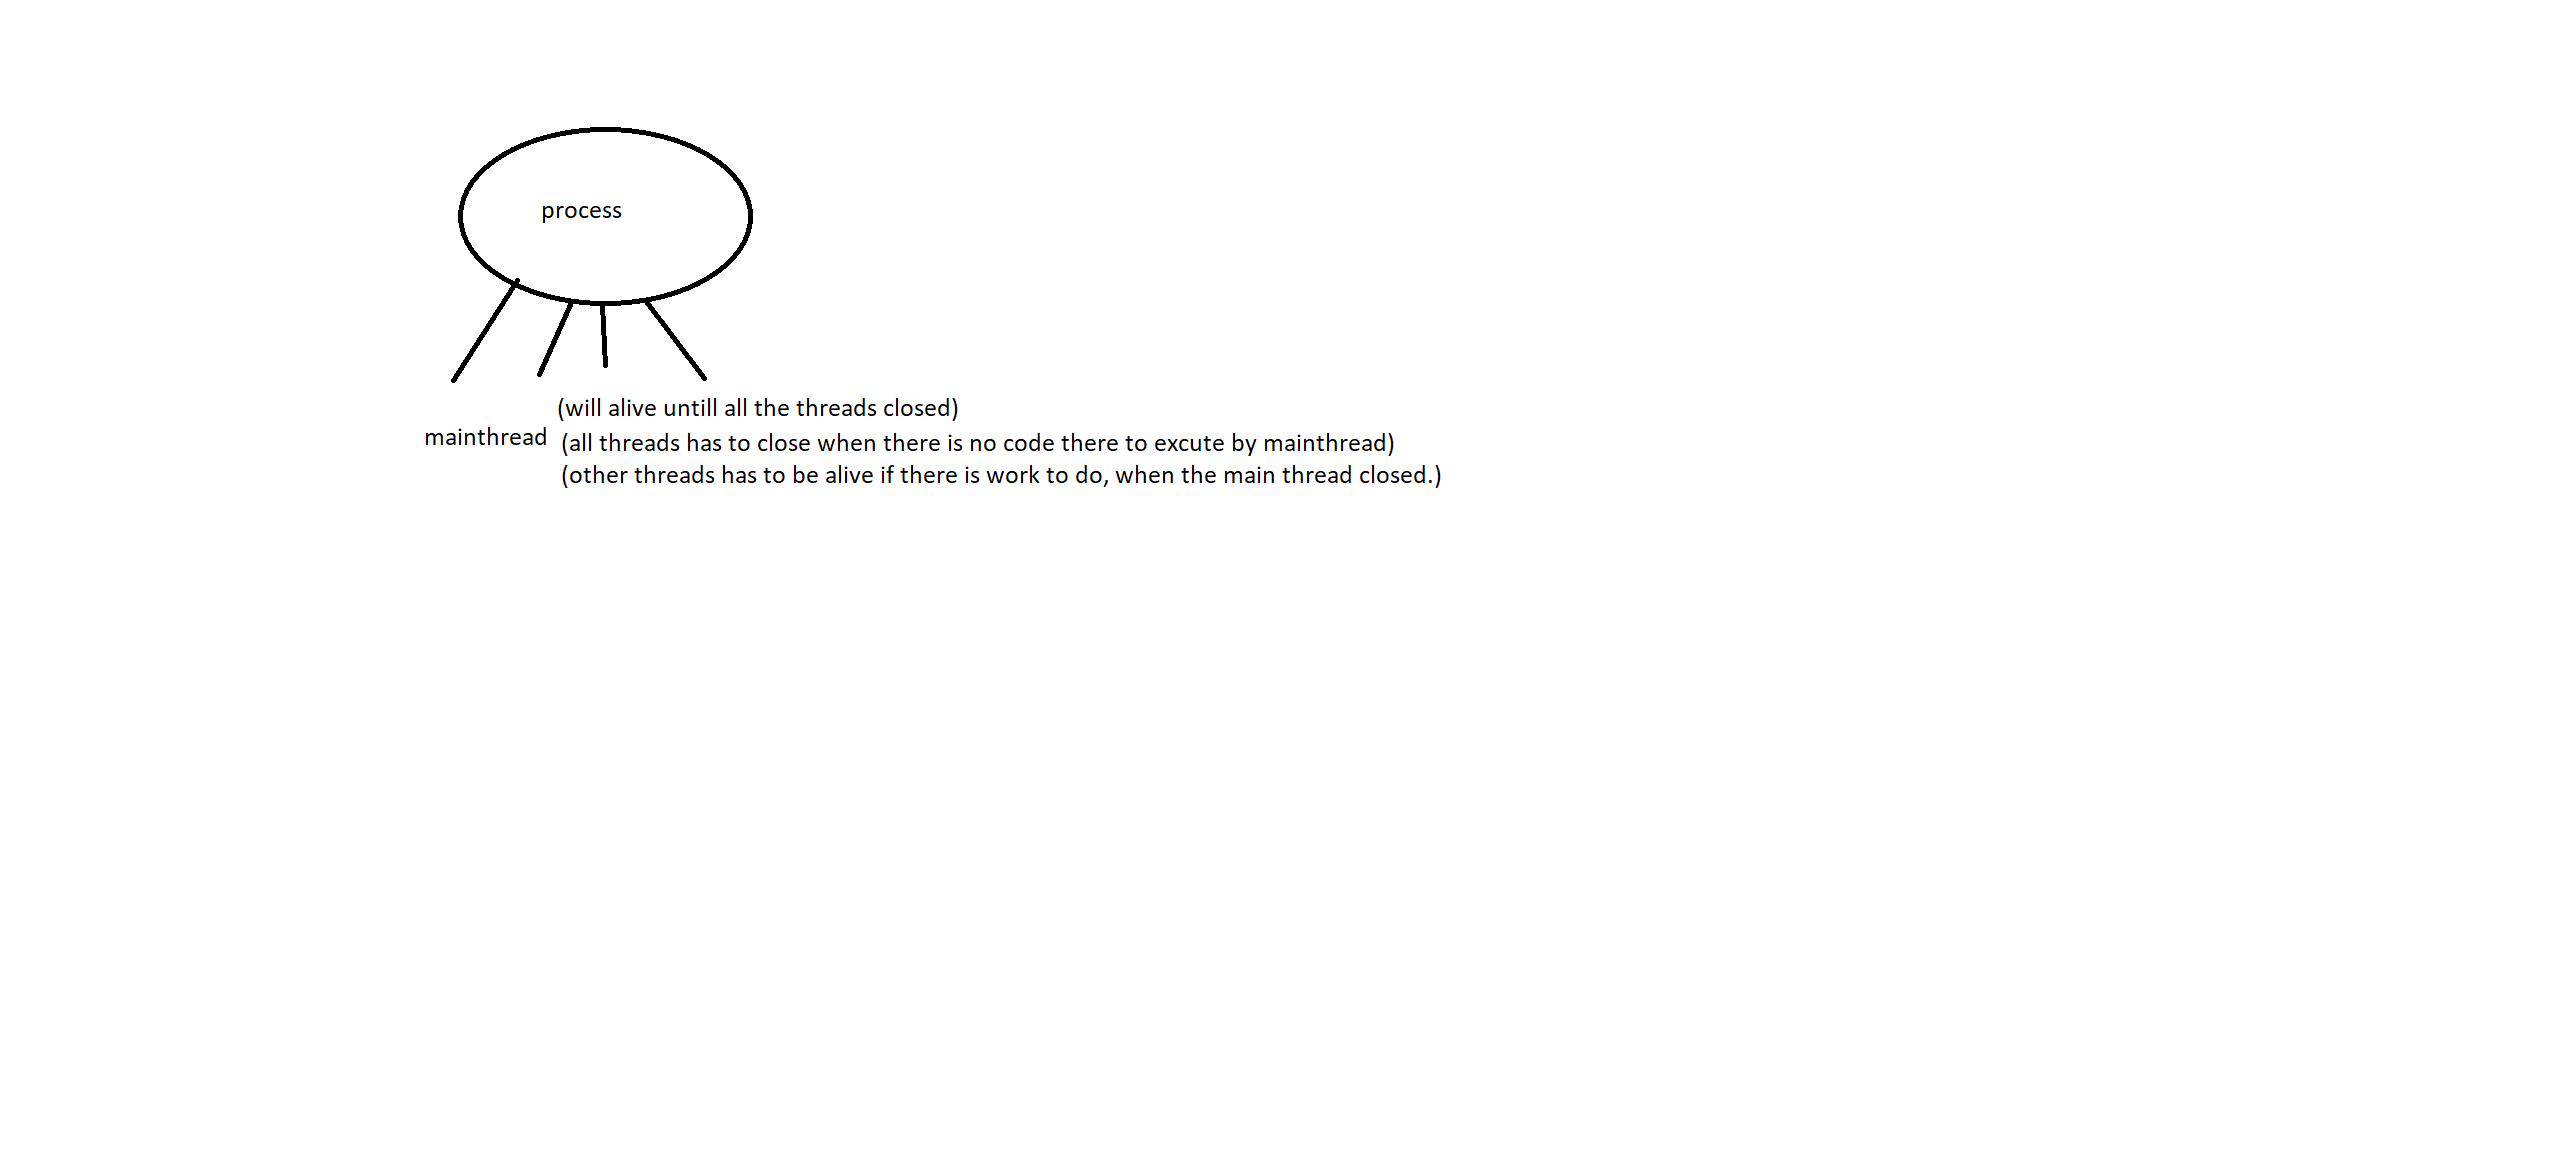 process
(will alive untill all the threads closed)
mainthread
(all threads has to close when there is no code there to excute by mainthread)
(other threads has to be alive if there is work to do, when the main thread closed.)